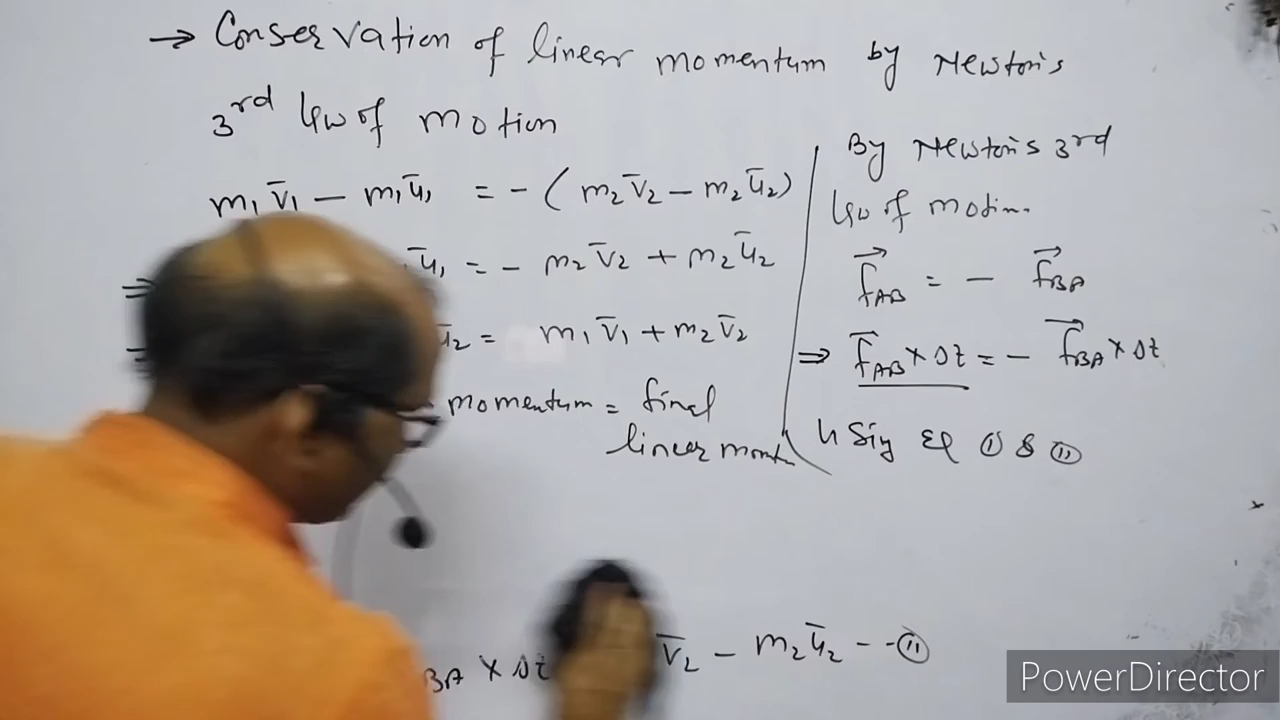 → Conservation of linear momentum by Newton's
3rd law of motion
m₁v̄₁ − m₁ū₁ = − ( m₂v̄₂ − m₂ū₂)
⇒ ū₁ = − m₂v̄₂ + m₂ū₂
ū₂ = m₁v̄₁ + m₂v̄₂
momentum = final
linear
By Newton's 3rd
law of motion.
f⃗AB = − f⃗BA
⇒ f⃗AB × Δt = − f⃗BA × Δt
Eq ① & ⑪
BA × Δt v̄₂ − m₂ū₂ -- ⑪
PowerDirector